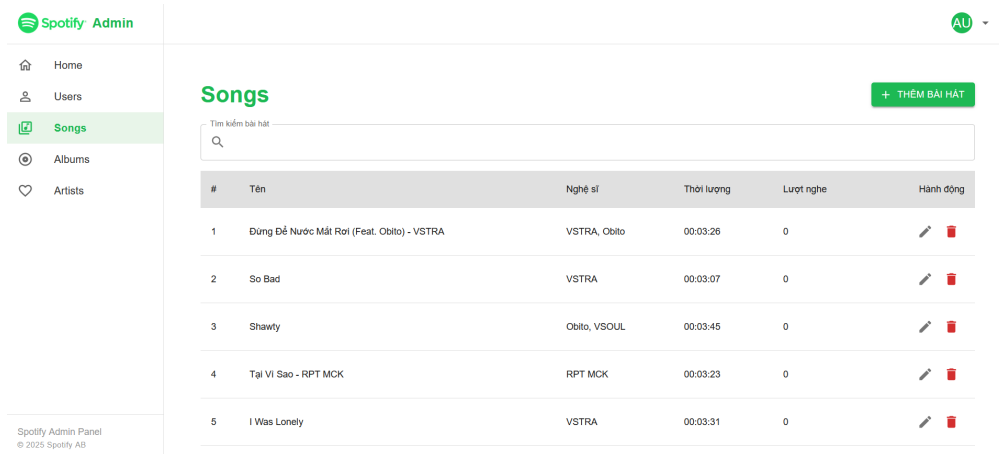 Spotify Admin
AU
Home
Users
Songs
Albums
Artists
Songs
+ THÊM BÀI HÁT
Tìm kiếm bài hát
# Tên Nghệ sĩ Thời lượng Lượt nghe Hành động
1 Đừng Để Nước Mắt Rơi (Feat. Obito) - VSTRA VSTRA, Obito 00:03:26 0
2 So Bad VSTRA 00:03:07 0
3 Shawty Obito, VSOUL 00:03:45 0
4 Tại Vì Sao - RPT MCK RPT MCK 00:03:23 0
5 I Was Lonely VSTRA 00:03:31 0
Spotify Admin Panel
© 2025 Spotify AB